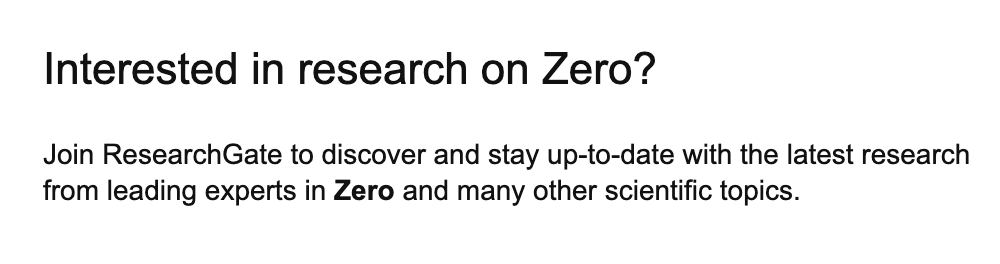 Interested in research on Zero?
Join ResearchGate to discover and stay up-to-date with the latest research
from leading experts in Zero and many other scientific topics.